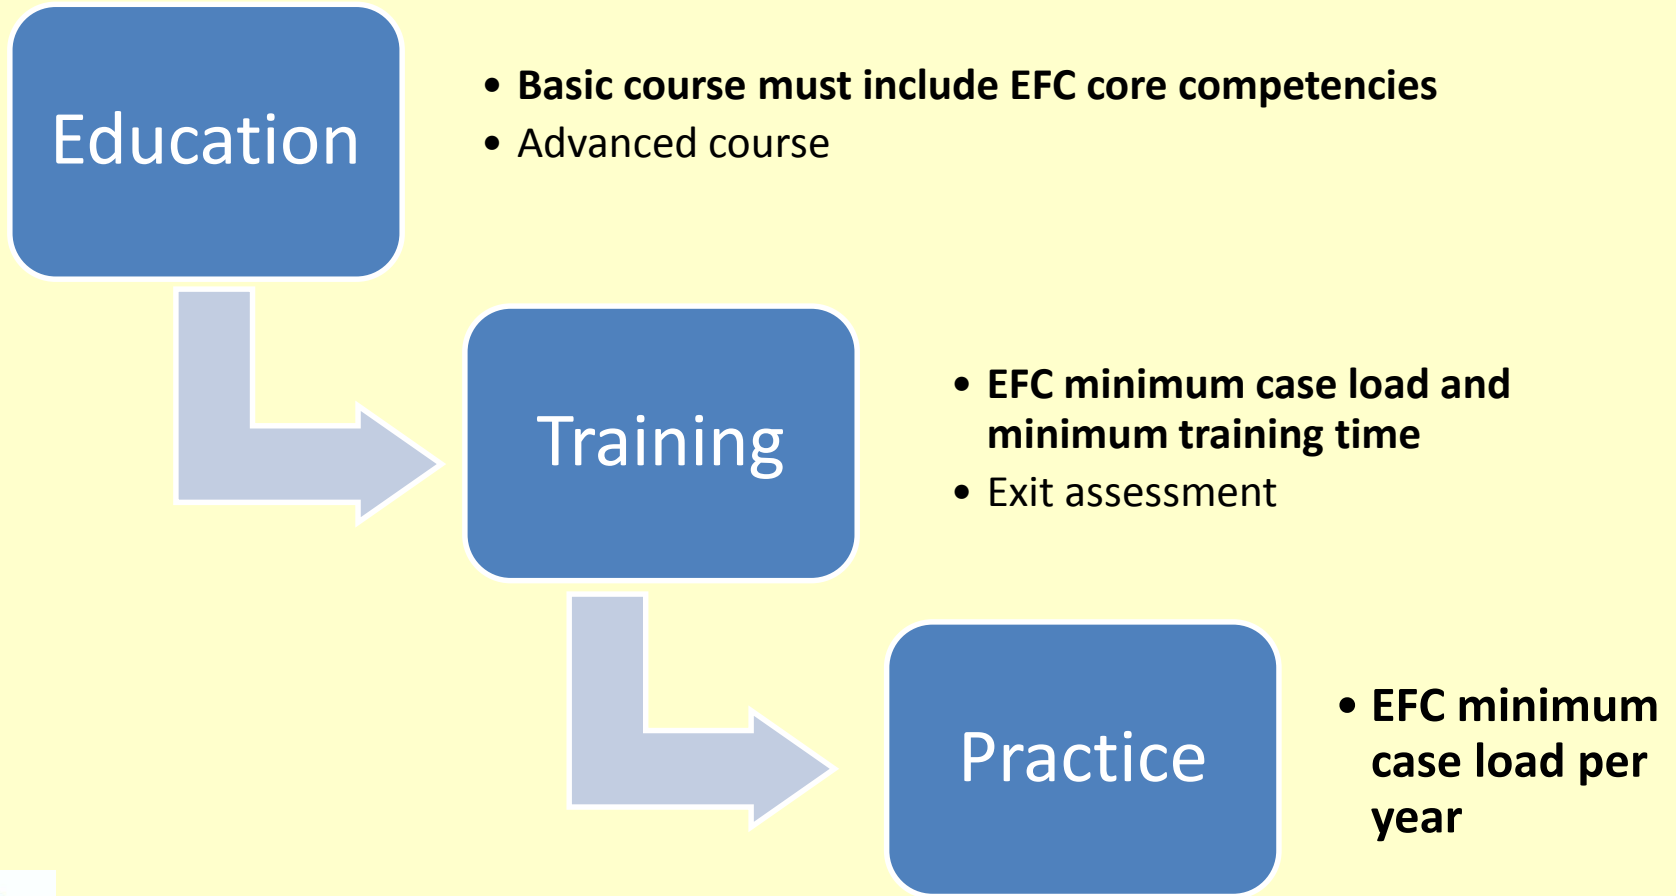 Education
• Basic course must include EFC core competencies
• Advanced course
Training
• EFC minimum case load and
minimum training time
• Exit assessment
Practice
• EFC minimum
case load per
year